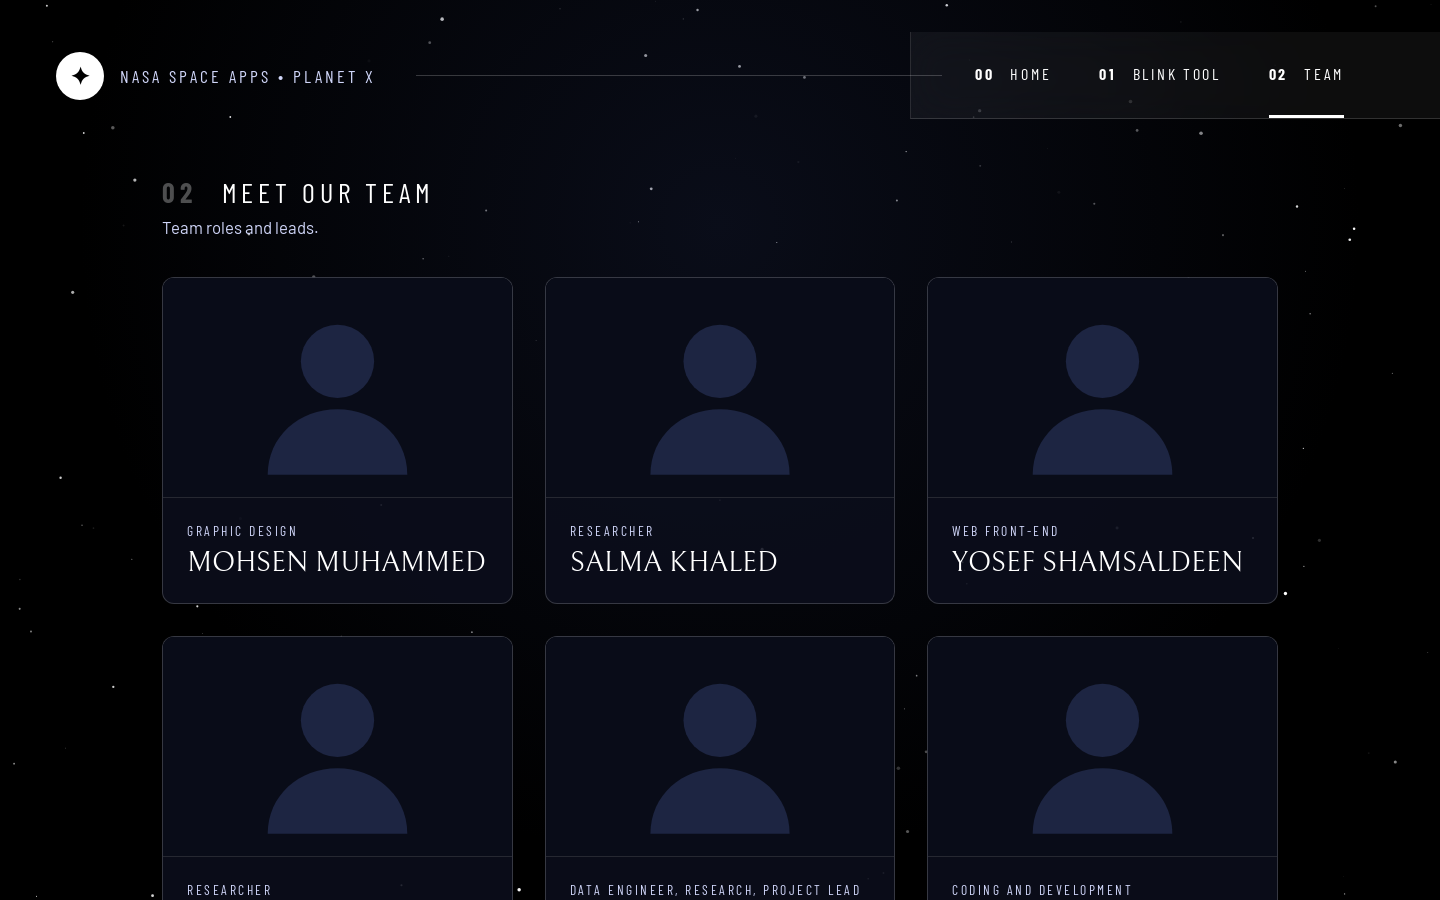 NASA SPACE APPS • PLANET X
00 HOME
01 BLINK TOOL
02 TEAM
02 MEET OUR TEAM
Team roles and leads.
GRAPHIC DESIGN
MOHSEN MUHAMMED
RESEARCHER
SALMA KHALED
WEB FRONT-END
YOSEF SHAMSALDEEN
RESEARCHER
DATA ENGINEER, RESEARCH, PROJECT LEAD
CODING AND DEVELOPMENT